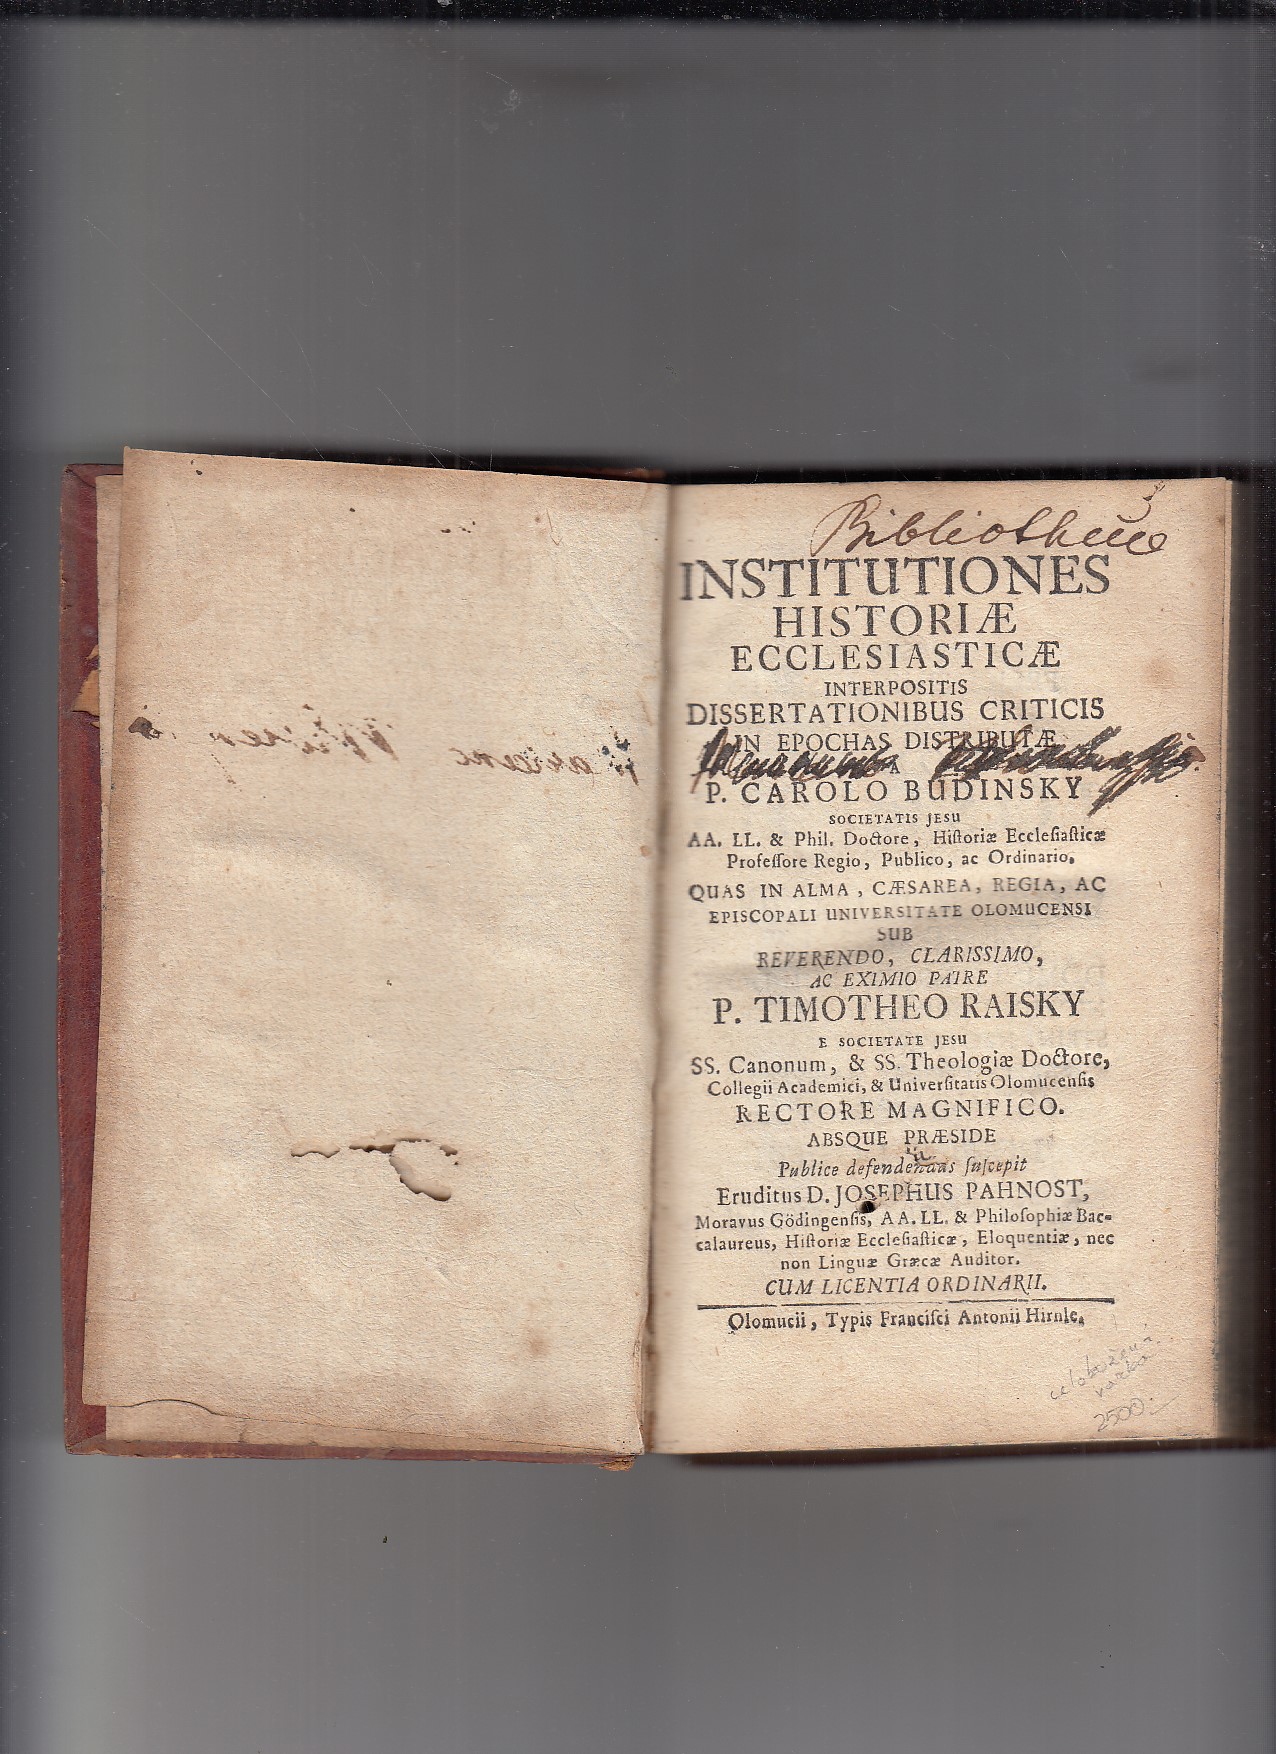 Bibliothece
INSTITUTIONES
HISTORIÆ
ECCLESIASTICÆ
INTERPOSITIS
DISSERTATIONIBUS CRITICIS
IN EPOCHAS DISTRIBUTÆ
A
P. CAROLO BUDINSKY
SOCIETATIS JESU
AA. LL. & Phil. Doctore, Hiſtoriæ Eccleſiaſticæ
Profeſſore Regio, Publico, ac Ordinario.
QUAS IN ALMA, CÆSAREA, REGIA, AC
EPISCOPALI UNIVERSITATE OLOMUCENSI
SUB
REVERENDO, CLARISSIMO,
AC EXIMIO PATRE
P. TIMOTHEO RAISKY
E SOCIETATE JESU
SS. Canonum, & SS. Theologiæ Doctore,
Collegii Academici, & Univerſitatis Olomucenſis
RECTORE MAGNIFICO.
ABSQUE PRÆSIDE
Publice defendendas ſuſcepit
Eruditus D. JOSEPHUS PAHNOST,
Moravus Gödingenſis, AA. LL. & Philoſophiæ Bac-
calaureus, Hiſtoriæ Eccleſiaſticæ, Eloquentiæ, nec
non Linguæ Græcæ Auditor.
CUM LICENTIA ORDINARII.
Olomucii, Typis Franciſci Antonii Hirnle.
2500.-